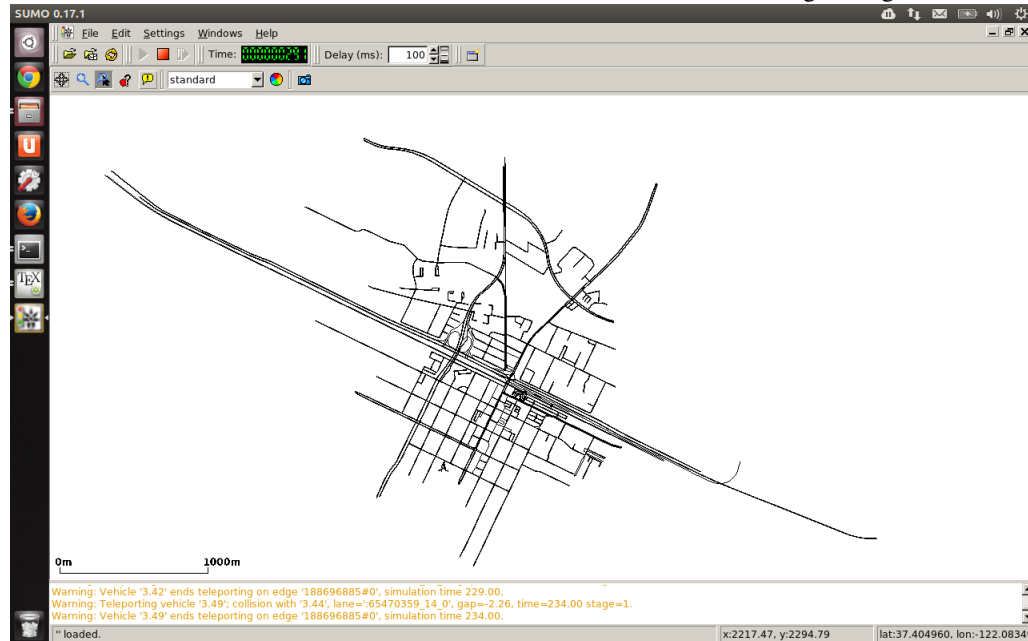 SUMO 0.17.1
File Edit Settings Windows Help
Time: 000000291 Delay (ms): 100
standard
U
>_
TEX
0m 1000m
Warning: Vehicle '3.42' ends teleporting on edge '188696885#0', simulation time 229.00.
Warning: Teleporting vehicle '3.49'; collision with '3.44', lane=':65470359_14_0', gap=-2.26, time=234.00 stage=1.
Warning: Vehicle '3.49' ends teleporting on edge '188696885#0', simulation time 234.00.
'' loaded. x:2217.47, y:2294.79 lat:37.404960, lon:-122.0834